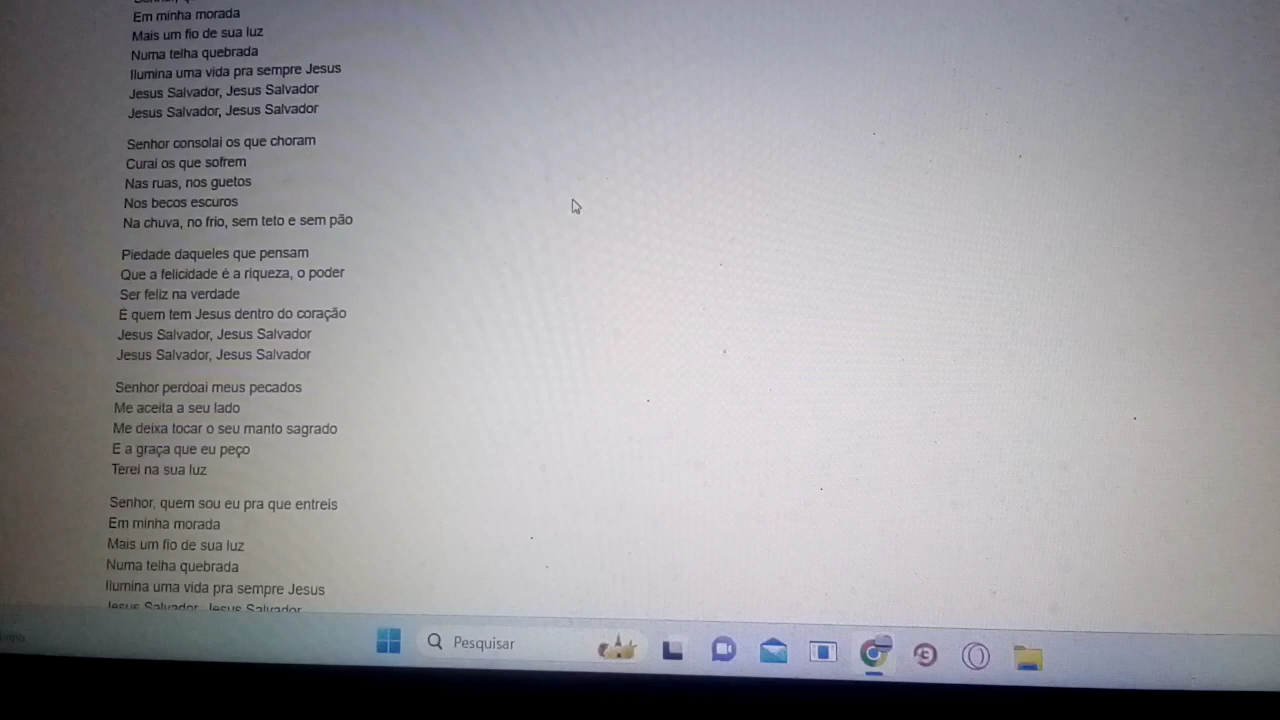 Em minha morada
Mais um fio de sua luz
Numa telha quebrada
Ilumina uma vida pra sempre Jesus
Jesus Salvador, Jesus Salvador
Jesus Salvador, Jesus Salvador
Senhor consolai os que choram
Curai os que sofrem
Nas ruas, nos guetos
Nos becos escuros
Na chuva, no frio, sem teto e sem pão
Piedade daqueles que pensam
Que a felicidade é a riqueza, o poder
Ser feliz na verdade
É quem tem Jesus dentro do coração
Jesus Salvador, Jesus Salvador
Jesus Salvador, Jesus Salvador
Senhor perdoai meus pecados
Me aceita a seu lado
Me deixa tocar o seu manto sagrado
E a graça que eu peço
Terei na sua luz
Senhor, quem sou eu pra que entreis
Em minha morada
Mais um fio de sua luz
Numa telha quebrada
Ilumina uma vida pra sempre Jesus
Jesus Salvador, Jesus Salvador
Pesquisar